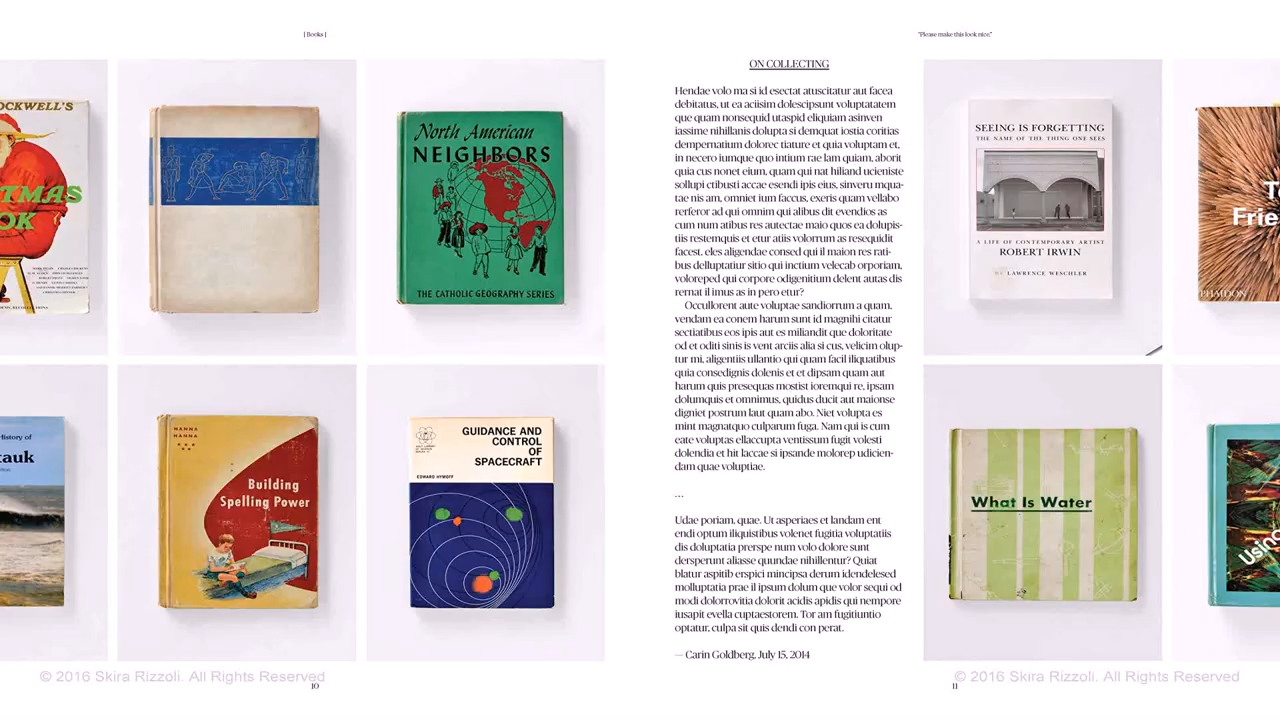 [ Books ]
"Please make this look nice."
OCKWELL'S
TMAS
OK
North American
NEIGHBORS
THE CATHOLIC GEOGRAPHY SERIES
History of
tauk
HANNA
HANNA
Building
Spelling Power
GUIDANCE AND
CONTROL
OF
SPACECRAFT
EDWARD HYMOFF
ON COLLECTING
Hendae volo ma si id esectat atuscitatur aut facea
debitatus, ut ea aciisim dolescipsunt voluptatatem
que quam nonsequid utaspid eliquiam asinven
iassime nihillanis dolupta si demquat iostia coritias
dempernatium dolorec tiature et quia voluptam et,
in necero iumque quo intium rae lam quiam, aborit
quia cus nonet eium, quam qui nat hiliand ucieniste
sollupi ctibusti accae esendi ipis eius, sinveru mqua-
tae nis am, omniet ium faccus, exeris quam vellabo
rerferor ad qui omnim qui alibus dit evendios as
cum num atibus res autectae maio quos ea dolupis-
tiis restemquis et etur atiis volorrum as resequidit
facest, eles aligendae consed qui il maion res rati-
bus delluptatur sitio qui inctium velecab orporiam,
voloreped qui corpore odigenitium delent autas dis
rernat il imus as in pero etur?
Occullorent aute voluptae sandiorrum a quam,
vendam ea conem harum sunt id magnihi citatur
sectiatibus eos ipis aut es miliandit que doloritate
od et oditi sinis is vent arciis alia si cus, velicim olup-
tur mi, aligentiis ullantio qui quam facil iliquatibus
quia consedignis dolenis et et dipsam quam aut
harum quis presequas mostist ioremqui re, ipsam
dolumquis et omnimus, quidus ducit aut maionse
digniet postrum laut quam abo. Niet volupta es
mint magnatquo culparum fuga. Nam qui is cum
eate voluptas ellaccupta ventissum fugit volesti
dolendia et hit laccae si ipsande molorep udicien-
dam quae voluptiae.
...
Udae poriam, quae. Ut asperiaes et landam ent
endi optum iliquistibus volenet fugitia voluptatiis
dis doluptatia prerspe num volo dolore sunt
dersperunt aliasse quundae nihillentur? Quiat
blatur aspitib erspici mincipsa derum idendelesed
molluptatia prae il ipsum dolum que volor sequi od
modi dolorrovitia dolorit acidis apidis qui nempore
iusapit evella cuptaestorem. Tor am fugitiuntio
optatur, culpa sit quis dendi con perat.
— Carin Goldberg, July 15, 2014
SEEING IS FORGETTING
THE NAME OF THE THING ONE SEES
A LIFE OF CONTEMPORARY ARTIST
ROBERT IRWIN
BY LAWRENCE WESCHLER
Frie
PHAIDON
What Is Water
Using
© 2016 Skira Rizzoli. All Rights Reserved
10
© 2016 Skira Rizzoli. All Rights Reserved
11